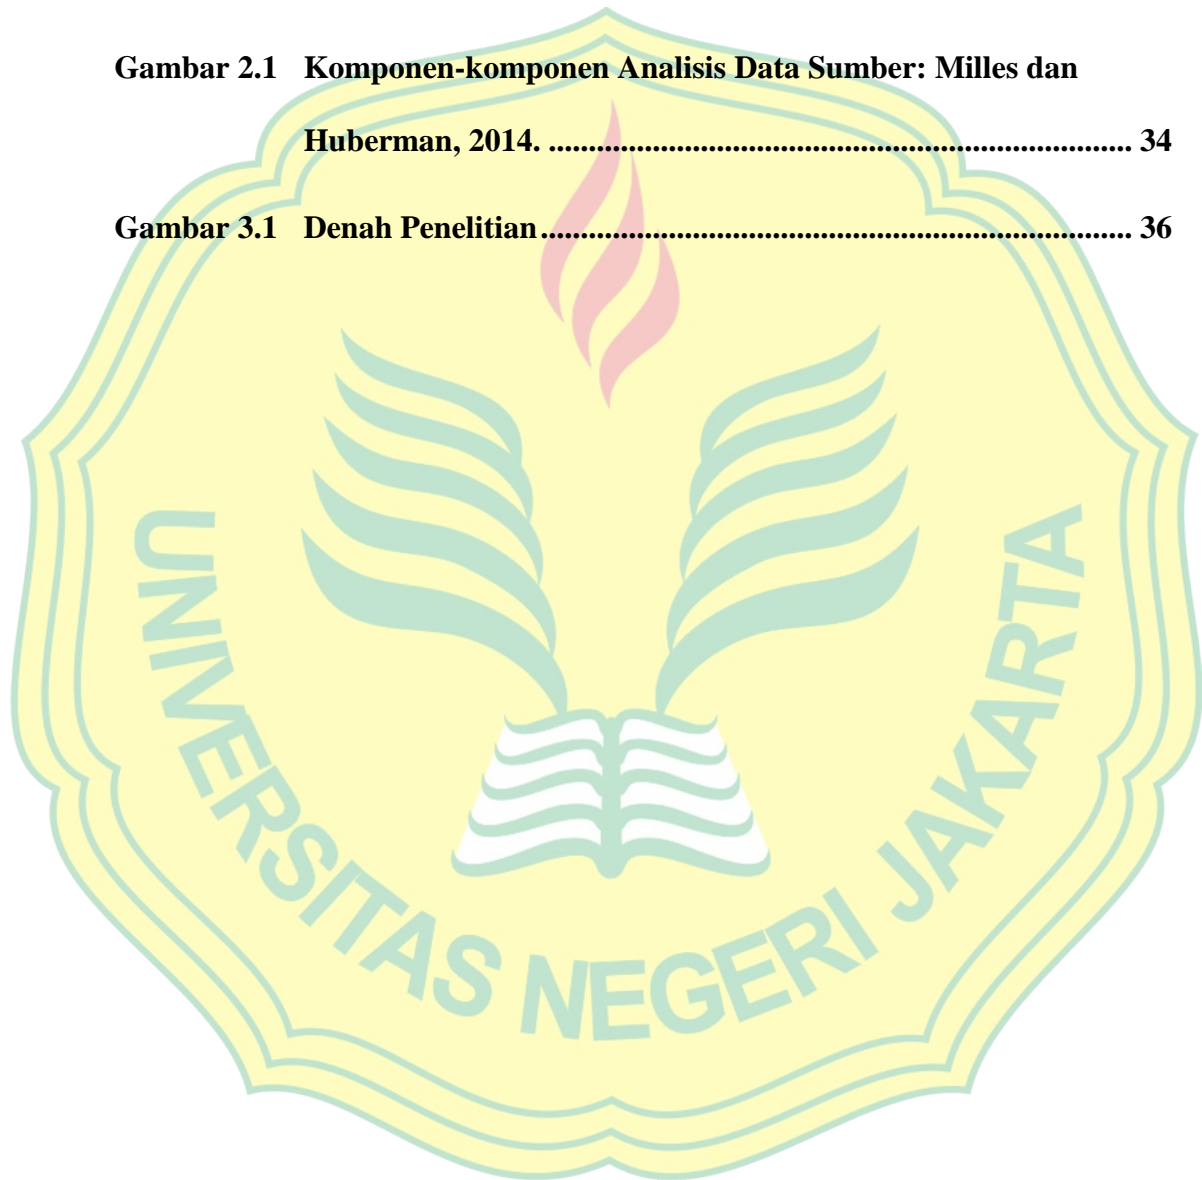 Gambar 2.1 Komponen-komponen Analisis Data Sumber: Milles dan
Huberman, 2014. ......................................................................... 34
Gambar 3.1 Denah Penelitian .......................................................................... 36
UNIVERSITAS NEGERI JAKARTA